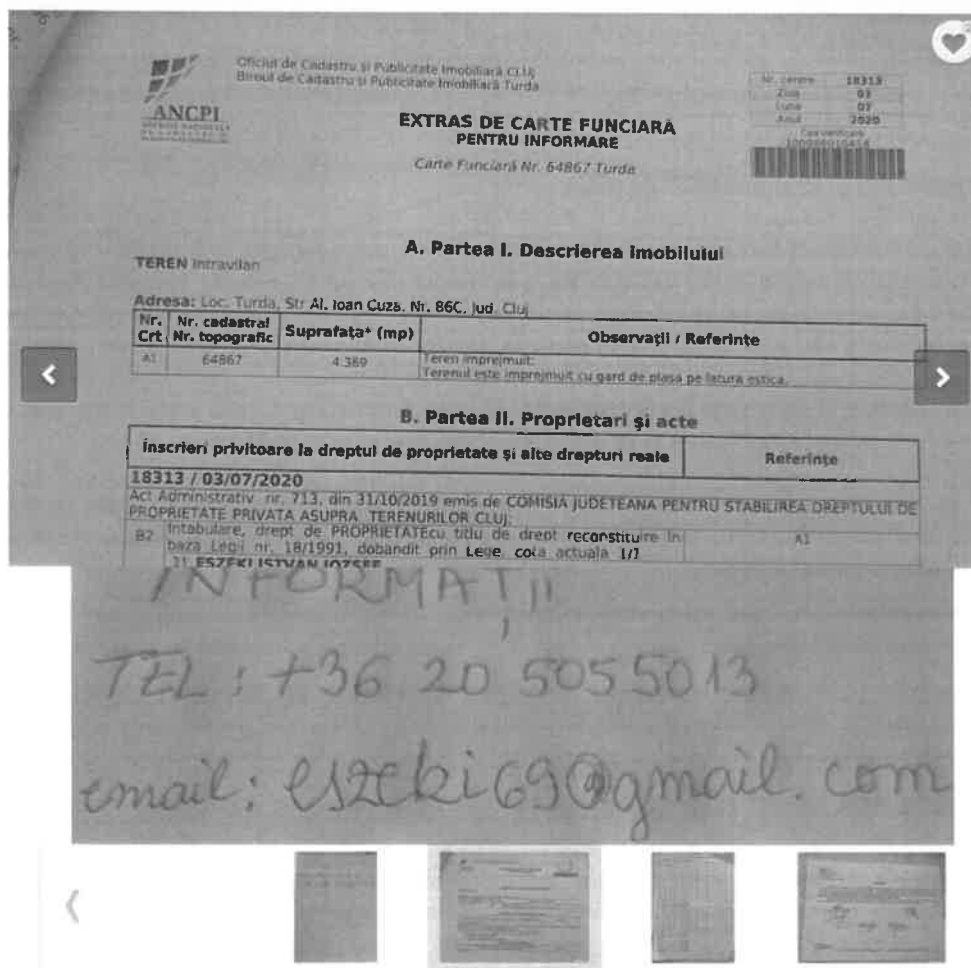 Oficiul de Cadastru și Publicitate Imobiliară CLUJ
Biroul de Cadastru și Publicitate Imobiliară Turda
ANCPI
Nr. cerere 18313
Ziua 03
Luna 07
Anul 2020
EXTRAS DE CARTE FUNCIARĂ
PENTRU INFORMARE
Carte Funciară Nr. 64867 Turda
A. Partea I. Descrierea imobilului
TEREN Intravilan
Adresa: Loc. Turda, Str Al. Ioan Cuza, Nr. 86C, Jud. Cluj
Nr. Crt Nr. cadastral Nr. topografic Suprafața* (mp) Observații / Referințe
A1 64867 4.389 Teren imprejmuit;
Terenul este imprejmuit cu gard de plasa pe latura estica.
B. Partea II. Proprietari și acte
Înscrieri privitoare la dreptul de proprietate și alte drepturi reale Referințe
18313 / 03/07/2020
Act Administrativ nr. 713, din 31/10/2019 emis de COMISIA JUDETEANA PENTRU STABILIREA DREPTULUI DE
PROPRIETATE PRIVATA ASUPRA TERENURILOR CLUJ;
B2 Intabulare, drept de PROPRIETATEcu titlu de drept reconstituire in A1
baza Legii nr. 18/1991, dobandit prin Lege, cota actuala 1/1
1) ESZEKI ISTVAN JOZSEF
INFORMAȚII
TEL: +36 20 5055013
email: eszeki69@gmail.com